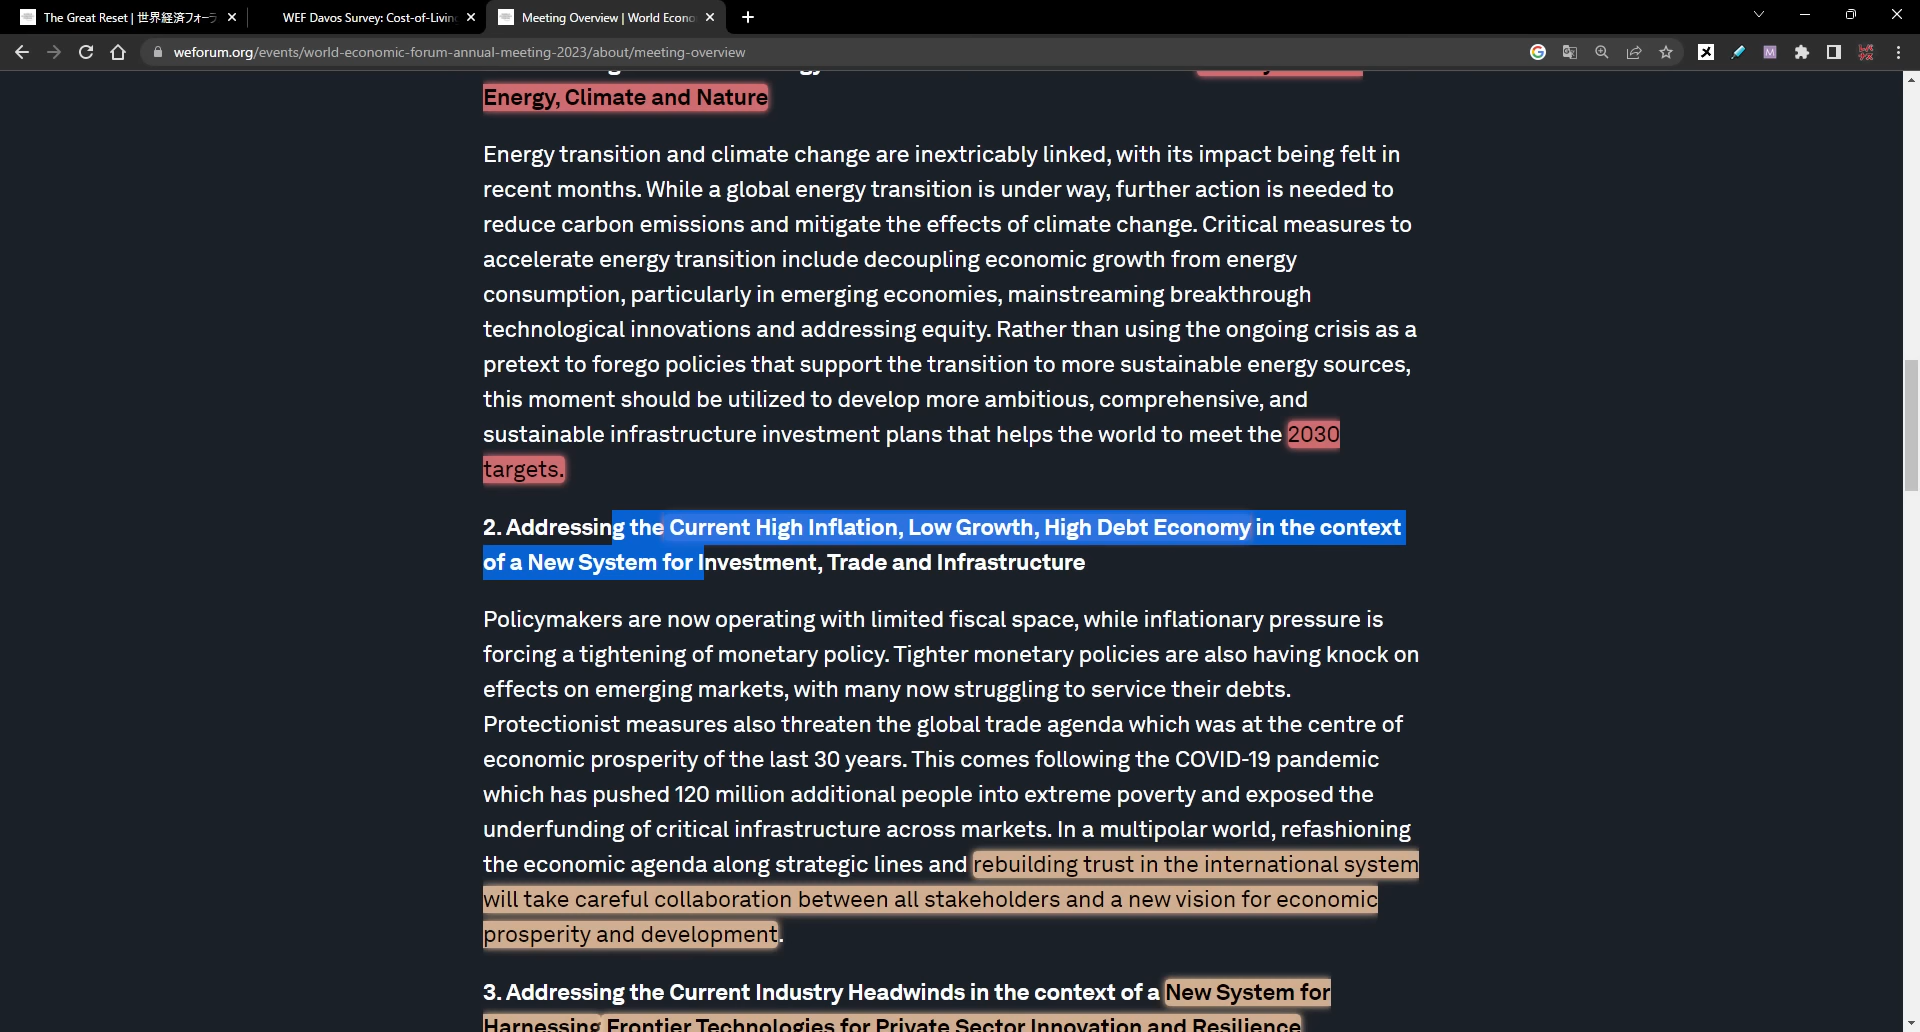 The Great Reset | 世界経済フォーラ
WEF Davos Survey: Cost-of-Livin
Meeting Overview | World Econo
weforum.org/events/world-economic-forum-annual-meeting-2023/about/meeting-overview
Energy, Climate and Nature
Energy transition and climate change are inextricably linked, with its impact being felt in
recent months. While a global energy transition is under way, further action is needed to
reduce carbon emissions and mitigate the effects of climate change. Critical measures to
accelerate energy transition include decoupling economic growth from energy
consumption, particularly in emerging economies, mainstreaming breakthrough
technological innovations and addressing equity. Rather than using the ongoing crisis as a
pretext to forego policies that support the transition to more sustainable energy sources,
this moment should be utilized to develop more ambitious, comprehensive, and
sustainable infrastructure investment plans that helps the world to meet the 2030
targets.
2. Addressing the Current High Inflation, Low Growth, High Debt Economy in the context
of a New System for Investment, Trade and Infrastructure
Policymakers are now operating with limited fiscal space, while inflationary pressure is
forcing a tightening of monetary policy. Tighter monetary policies are also having knock on
effects on emerging markets, with many now struggling to service their debts.
Protectionist measures also threaten the global trade agenda which was at the centre of
economic prosperity of the last 30 years. This comes following the COVID-19 pandemic
which has pushed 120 million additional people into extreme poverty and exposed the
underfunding of critical infrastructure across markets. In a multipolar world, refashioning
the economic agenda along strategic lines and rebuilding trust in the international system
will take careful collaboration between all stakeholders and a new vision for economic
prosperity and development.
3. Addressing the Current Industry Headwinds in the context of a New System for
Harnessing Frontier Technologies for Private Sector Innovation and Resilience